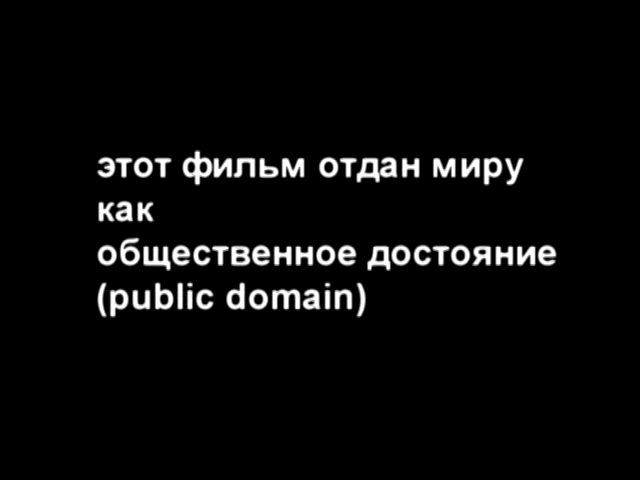 этот фильм отдан миру
как
общественное достояние
(public domain)